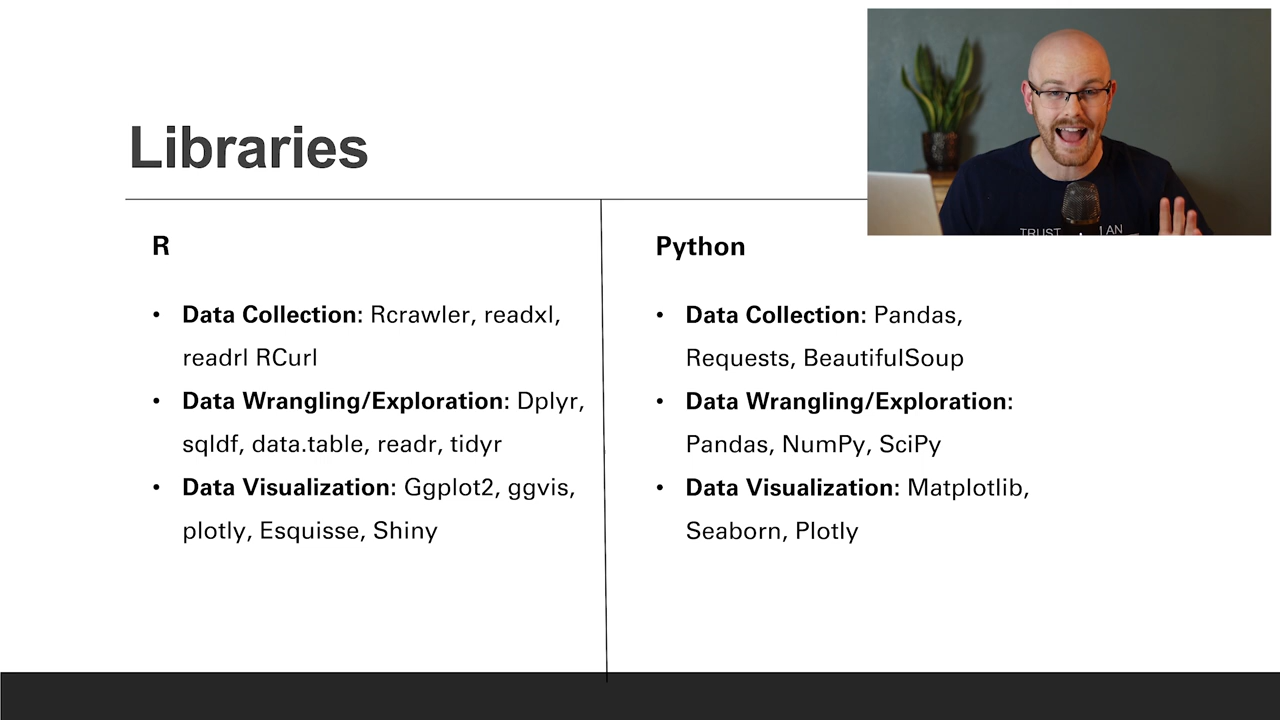 Libraries
TRUST I AN
R
• Data Collection: Rcrawler, readxl,
readrl RCurl
• Data Wrangling/Exploration: Dplyr,
sqldf, data.table, readr, tidyr
• Data Visualization: Ggplot2, ggvis,
plotly, Esquisse, Shiny
Python
• Data Collection: Pandas,
Requests, BeautifulSoup
• Data Wrangling/Exploration:
Pandas, NumPy, SciPy
• Data Visualization: Matplotlib,
Seaborn, Plotly